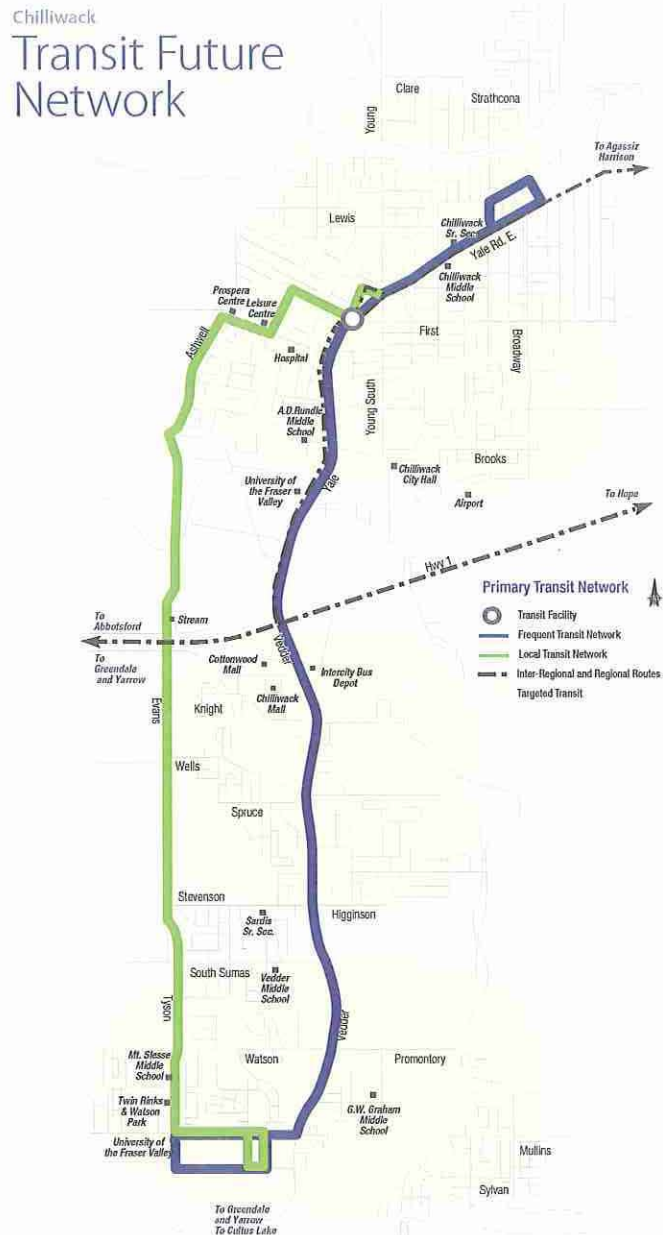 Chilliwack
Transit Future
Network
Clare
Strathcona
Young
To Agassiz
Harrison
Lewis
Chilliwack
Sr. Sec.
Yale Rd. E.
Chilliwack
Middle
School
Prospera
Centre
Leisure
Centre
Ashwell
First
Broadway
Hospital
A.D.Rundle
Middle
School
Young South
Brooks
Chilliwack
City Hall
University of
the Fraser
Valley
Yale
Airport
To Hope
Hwy 1
Primary Transit Network
Transit Facility
Frequent Transit Network
Local Transit Network
Inter-Regional and Regional Routes
Targeted Transit
To
Abbotsford
Stream
To
Greendale
and Yarrow
Vedder
Cottonwood
Mall
Intercity Bus
Depot
Chilliwack
Mall
Evans
Knight
Wells
Spruce
Stevenson
Higginson
Sardis
Sr. Sec.
South Sumas
Vedder
Middle
School
Tyson
Vedder
Watson
Promontory
Mt. Slesse
Middle
School
Twin Rinks
& Watson
Park
G.W. Graham
Middle
School
University of
the Fraser Valley
Mullins
Sylvan
To Greendale
and Yarrow
To Cultus Lake